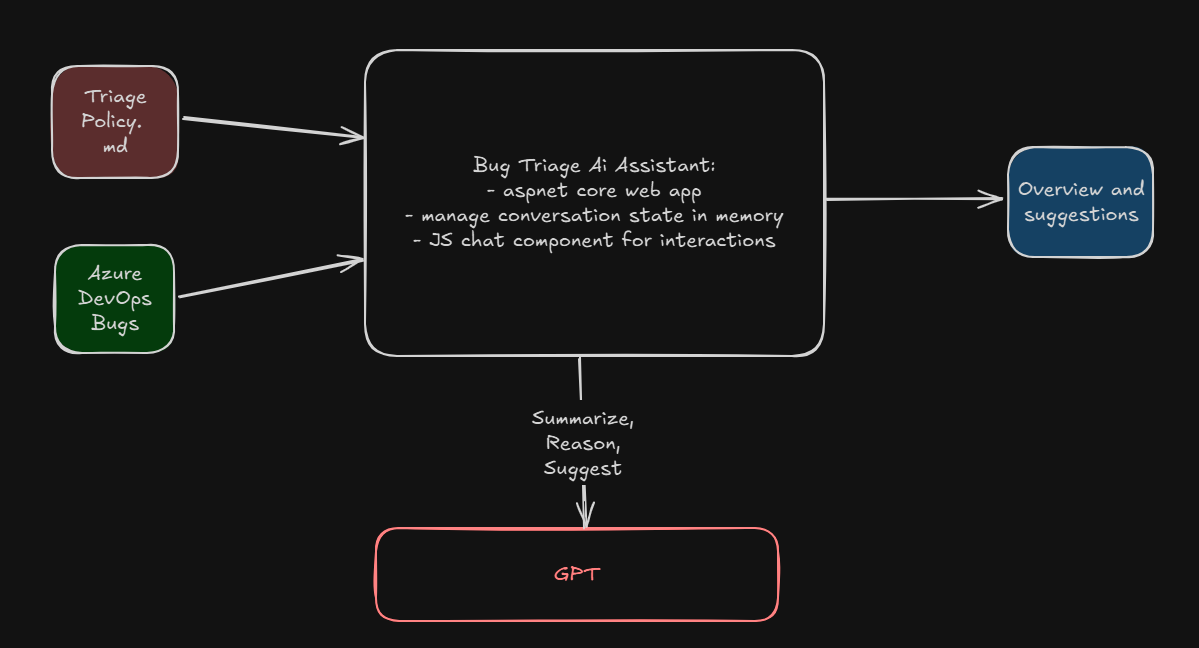 Triage
Policy.
md
Azure
DevOps
Bugs
Bug Triage Ai Assistant:
- aspnet core web app
- manage conversation state in memory
- JS chat component for interactions
Overview and
suggestions
Summarize,
Reason,
Suggest
GPT